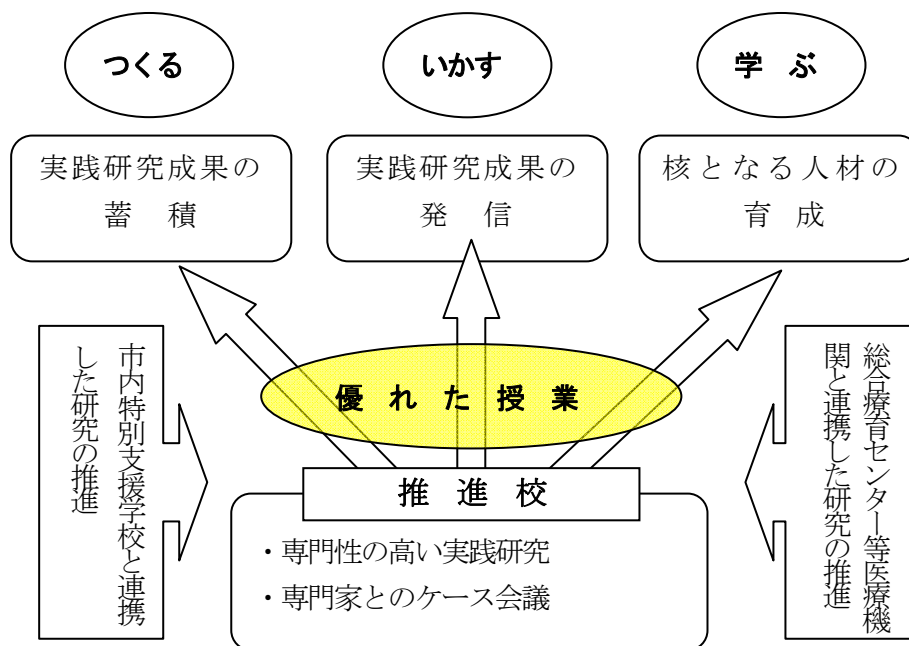 つくる
いかす
学ぶ
実践研究成果の
蓄積
実践研究成果の
発信
核となる人材の
育成
市内特別支援学校と連携
した研究の推進
優れた授業
推進校
・専門性の高い実践研究
・専門家とのケース会議
総合療育センター等医療機
関と連携した研究の推進